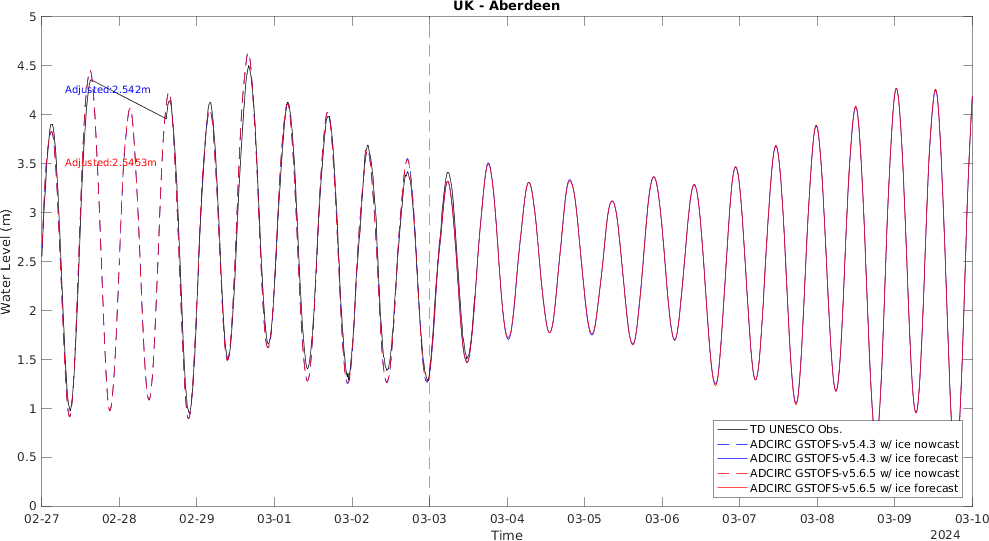 UK - Aberdeen
5
4.5
4
3.5
3
2.5
2
1.5
1
0.5
0
Water Level (m)
Adjusted:2.542m
Adjusted:2.5453m
TD UNESCO Obs.
ADCIRC GSTOFS-v5.4.3 w/ ice nowcast
ADCIRC GSTOFS-v5.4.3 w/ ice forecast
ADCIRC GSTOFS-v5.6.5 w/ ice nowcast
ADCIRC GSTOFS-v5.6.5 w/ ice forecast
02-27 02-28 02-29 03-01 03-02 03-03 03-04 03-05 03-06 03-07 03-08 03-09 03-10
Time
2024